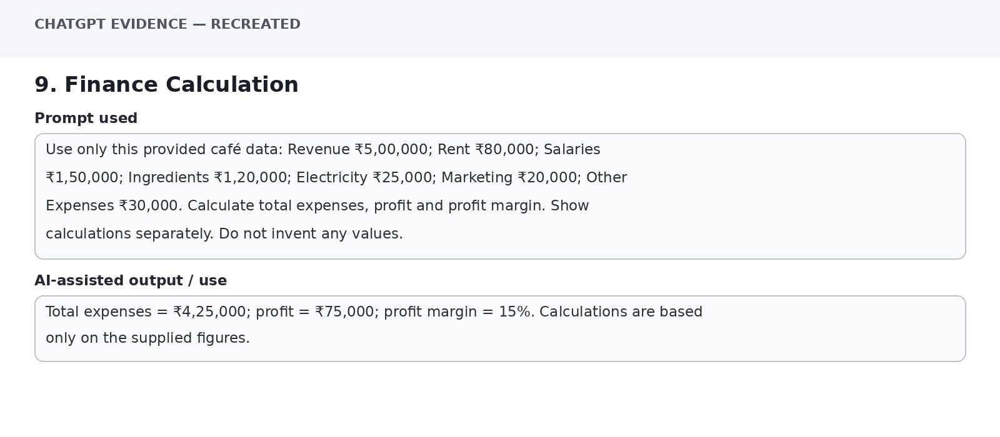 CHATGPT EVIDENCE — RECREATED
9. Finance Calculation
Prompt used
Use only this provided café data: Revenue ₹5,00,000; Rent ₹80,000; Salaries
₹1,50,000; Ingredients ₹1,20,000; Electricity ₹25,000; Marketing ₹20,000; Other
Expenses ₹30,000. Calculate total expenses, profit and profit margin. Show
calculations separately. Do not invent any values.
AI-assisted output / use
Total expenses = ₹4,25,000; profit = ₹75,000; profit margin = 15%. Calculations are based
only on the supplied figures.